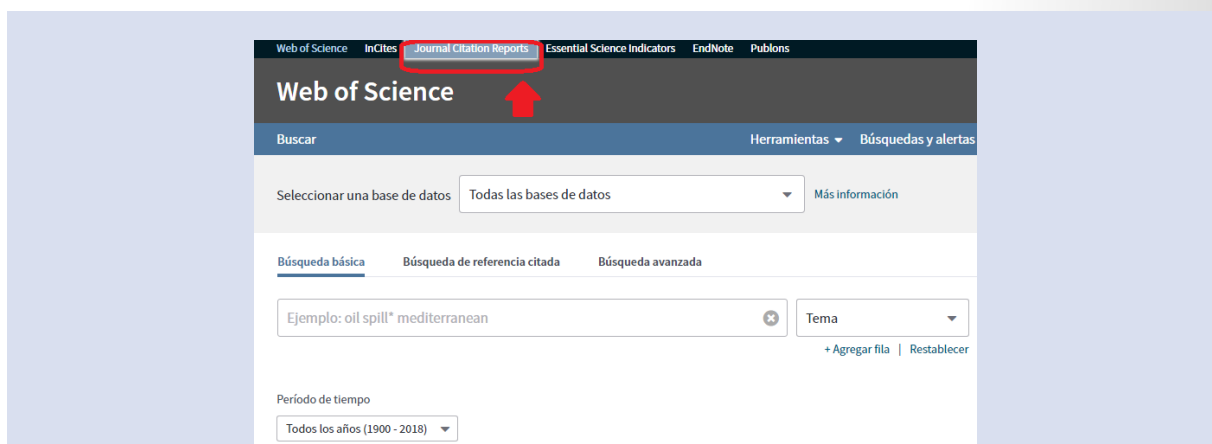 Web of Science InCites Journal Citation Reports Essential Science Indicators EndNote Publons
Web of Science
Buscar Herramientas Búsquedas y alertas
Seleccionar una base de datos Todas las bases de datos Más información
Búsqueda básica Búsqueda de referencia citada Búsqueda avanzada
Ejemplo: oil spill* mediterranean Tema
+ Agregar fila | Restablecer
Período de tiempo
Todos los años (1900 - 2018)